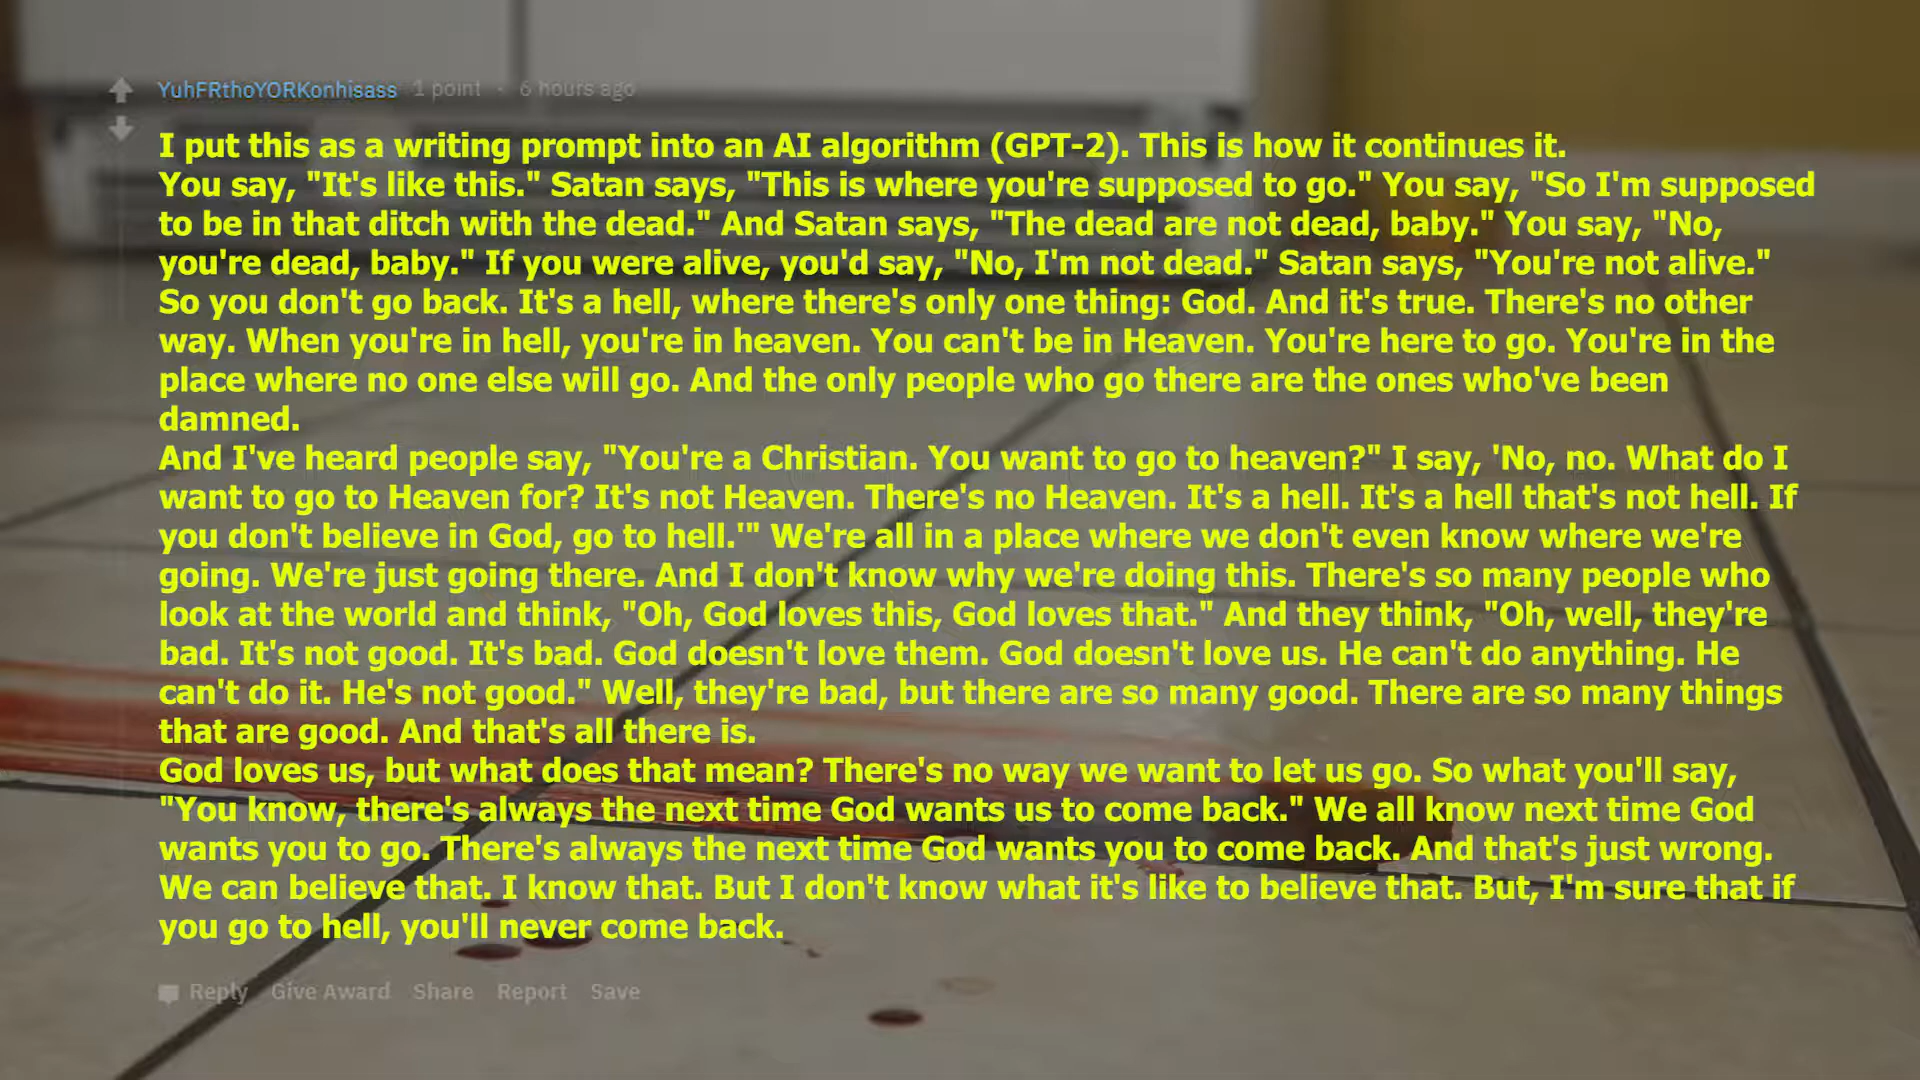 YuhFRthoYORKonhisass 1 point · 6 hours ago
I put this as a writing prompt into an AI algorithm (GPT-2). This is how it continues it.
You say, "It's like this." Satan says, "This is where you're supposed to go." You say, "So I'm supposed
to be in that ditch with the dead." And Satan says, "The dead are not dead, baby." You say, "No,
you're dead, baby." If you were alive, you'd say, "No, I'm not dead." Satan says, "You're not alive."
So you don't go back. It's a hell, where there's only one thing: God. And it's true. There's no other
way. When you're in hell, you're in heaven. You can't be in Heaven. You're here to go. You're in the
place where no one else will go. And the only people who go there are the ones who've been
damned.
And I've heard people say, "You're a Christian. You want to go to heaven?" I say, 'No, no. What do I
want to go to Heaven for? It's not Heaven. There's no Heaven. It's a hell. It's a hell that's not hell. If
you don't believe in God, go to hell.'" We're all in a place where we don't even know where we're
going. We're just going there. And I don't know why we're doing this. There's so many people who
look at the world and think, "Oh, God loves this, God loves that." And they think, "Oh, well, they're
bad. It's not good. It's bad. God doesn't love them. God doesn't love us. He can't do anything. He
can't do it. He's not good." Well, they're bad, but there are so many good. There are so many things
that are good. And that's all there is.
God loves us, but what does that mean? There's no way we want to let us go. So what you'll say,
"You know, there's always the next time God wants us to come back." We all know next time God
wants you to go. There's always the next time God wants you to come back. And that's just wrong.
We can believe that. I know that. But I don't know what it's like to believe that. But, I'm sure that if
you go to hell, you'll never come back.
Reply Give Award Share Report Save